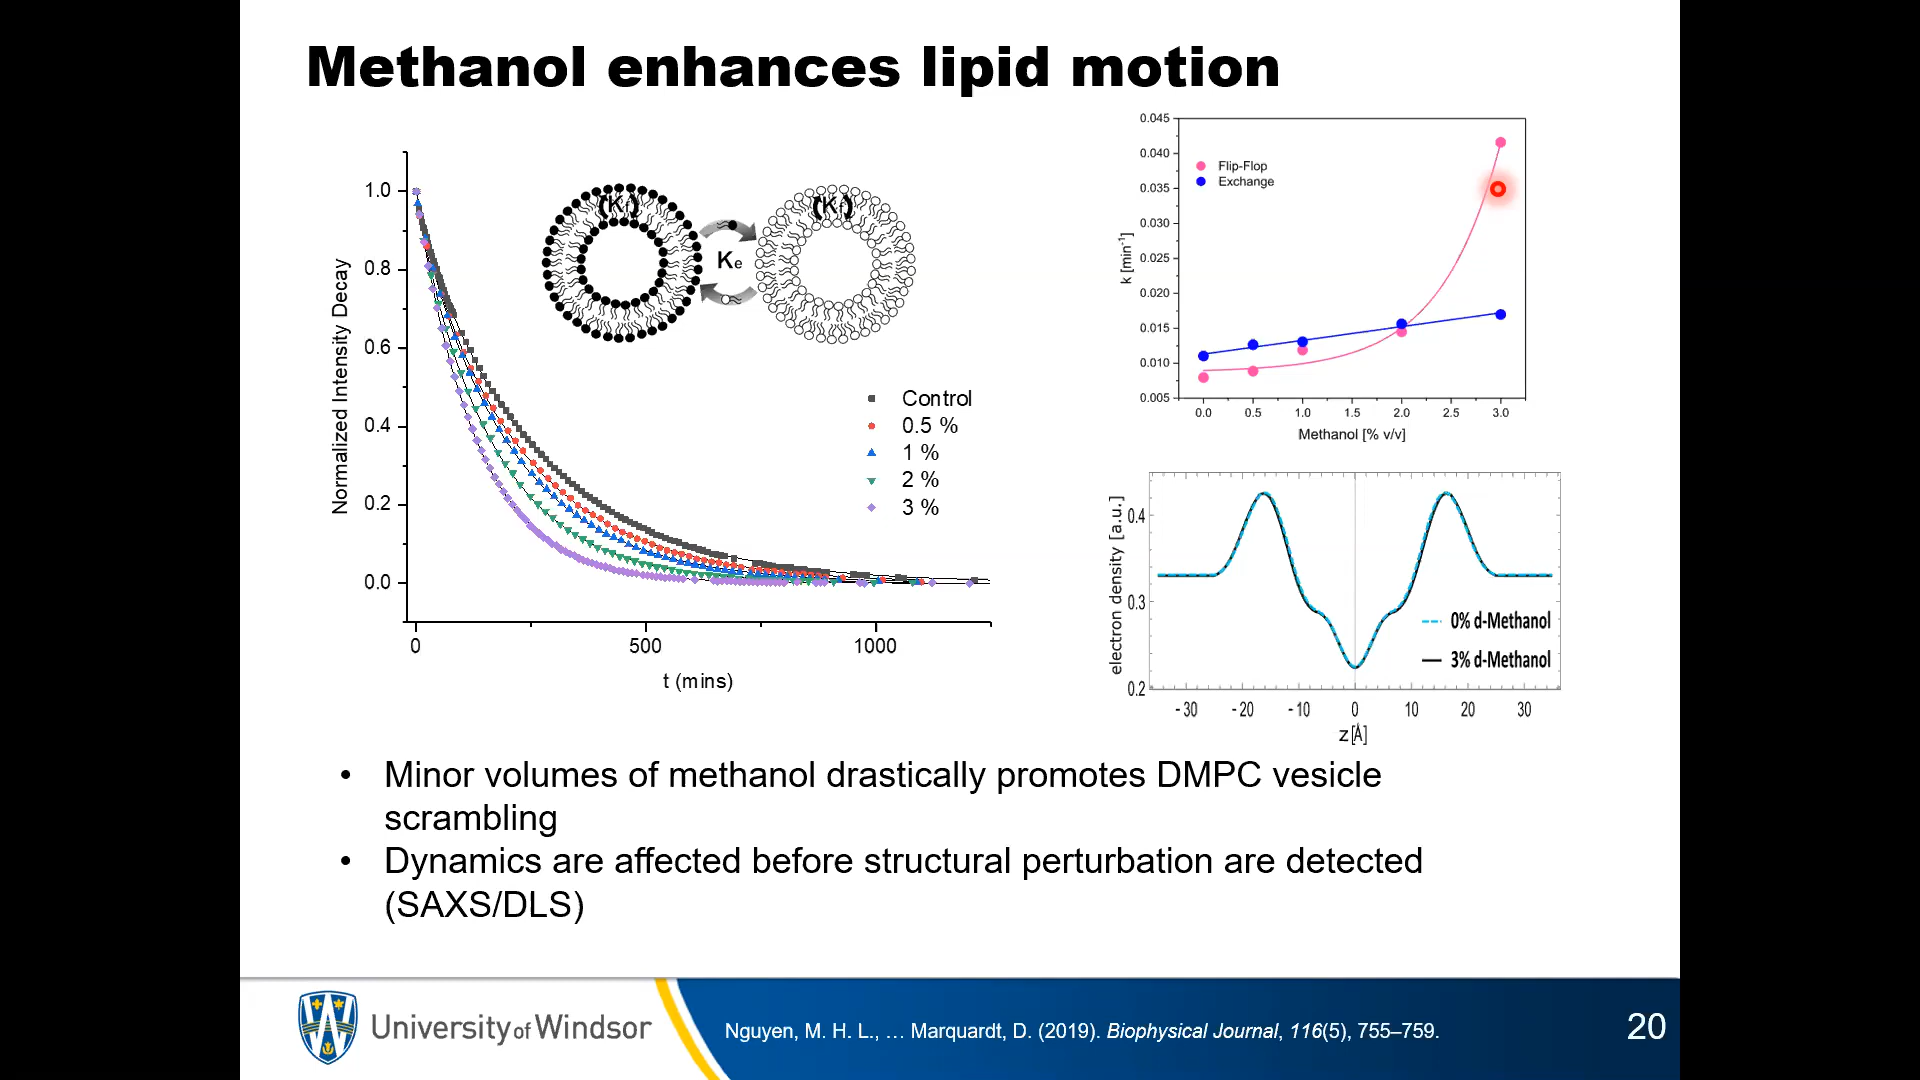 Methanol enhances lipid motion
Normalized Intensity Decay
1.0
0.8
0.6
0.4
0.2
0.0
0
500
1000
t (mins)
(Kf)
Ke
(Kf)
Control
0.5 %
1 %
2 %
3 %
k [min-1]
0.045
0.040
0.035
0.030
0.025
0.020
0.015
0.010
0.005
Flip-Flop
Exchange
0.0
0.5
1.0
1.5
2.0
2.5
3.0
Methanol [% v/v]
electron density [a.u.]
0.4
0.3
0.2
0% d-Methanol
3% d-Methanol
-30
-20
-10
0
10
20
30
z[Å]
• Minor volumes of methanol drastically promotes DMPC vesicle
scrambling
• Dynamics are affected before structural perturbation are detected
(SAXS/DLS)
University of Windsor
Nguyen, M. H. L., … Marquardt, D. (2019). Biophysical Journal, 116(5), 755–759.
20